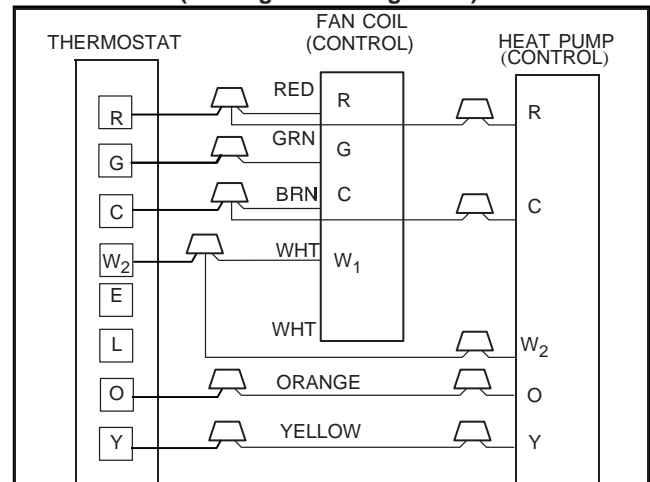 THERMOSTAT
FAN COIL
(CONTROL)
HEAT PUMP
(CONTROL)
R RED R R
G GRN G
C BRN C C
W2 WHT W1
E
L WHT W2
O ORANGE O
Y YELLOW Y